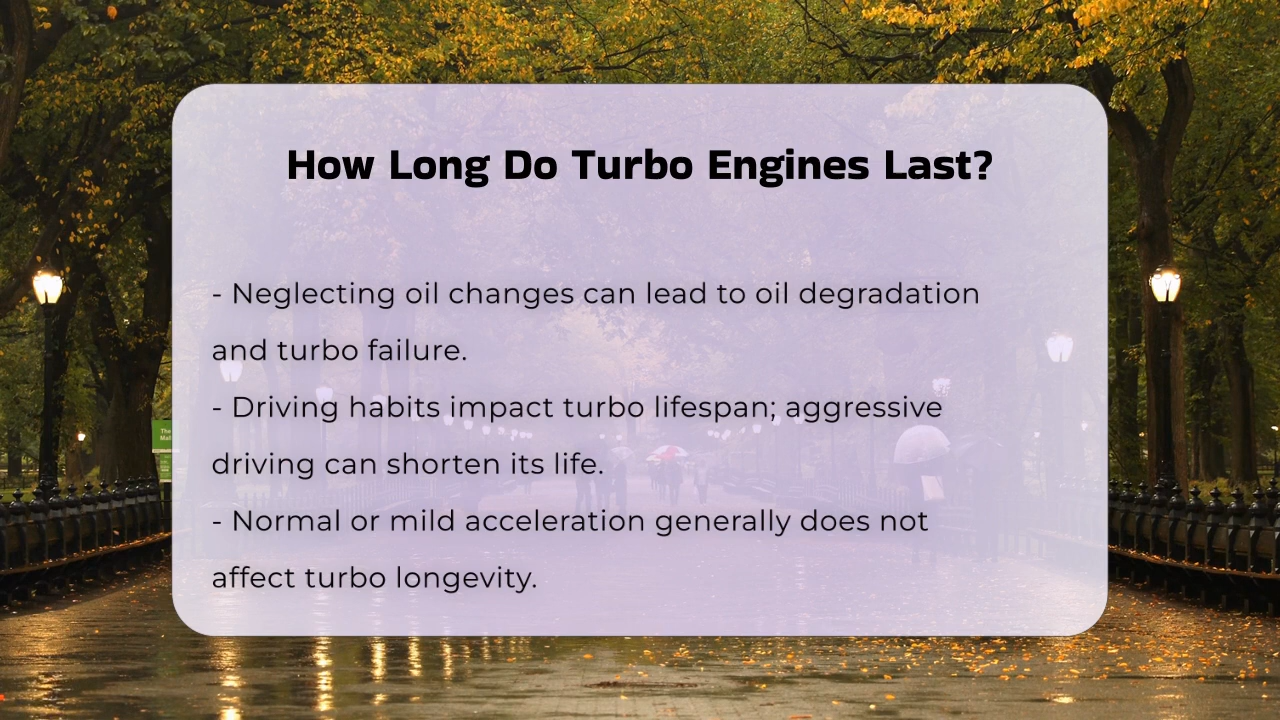 How Long Do Turbo Engines Last?
- Neglecting oil changes can lead to oil degradation
and turbo failure.
- Driving habits impact turbo lifespan; aggressive
driving can shorten its life.
- Normal or mild acceleration generally does not
affect turbo longevity.
The
Mall